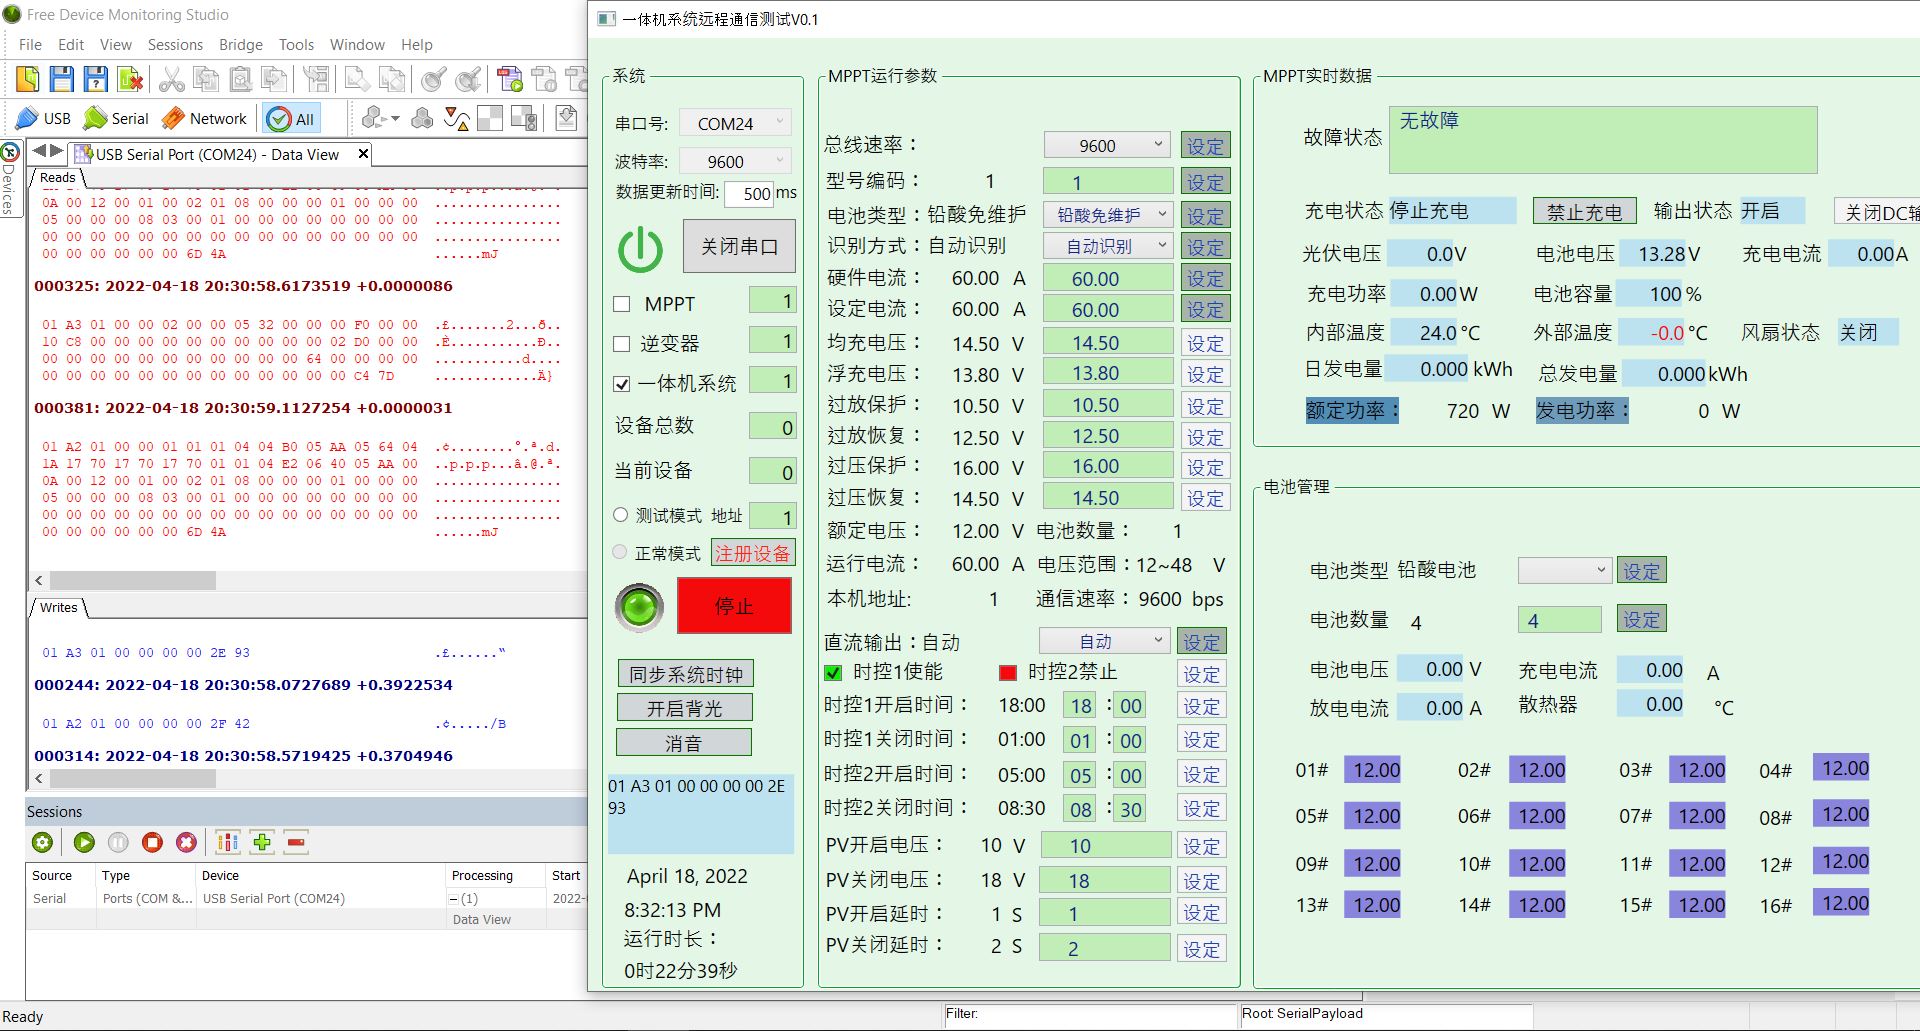 Free Device Monitoring Studio
File Edit View Sessions Bridge Tools Window Help
USB Serial Network All
Devices
USB Serial Port (COM24) - Data View
Reads
0A 00 12 00 01 00 02 01 08 00 00 00 01 00 00 00 ................
05 00 00 00 08 03 00 01 00 00 00 00 00 00 00 00 ................
00 00 00 00 00 00 00 00 00 00 00 00 00 00 00 00 ................
00 00 00 00 00 00 6D 4A ......mJ
000325: 2022-04-18 20:30:58.6173519 +0.0000086
01 A3 01 00 00 02 00 00 05 32 00 00 00 F0 00 00 .£.......2...ð..
10 C8 00 00 00 00 00 00 00 00 00 00 02 D0 00 00 .È...........Ð..
00 00 00 00 00 00 00 00 00 00 00 64 00 00 00 00 ...........d....
00 00 00 00 00 00 00 00 00 00 00 00 00 C4 7D .............Ä}
000381: 2022-04-18 20:30:59.1127254 +0.0000031
01 A2 01 00 00 01 01 01 04 04 B0 05 AA 05 64 04 .¢........°.ª.d.
1A 17 70 17 70 17 70 01 01 04 E2 06 40 05 AA 00 ..p.p.p...â.@.ª.
0A 00 12 00 01 00 02 01 08 00 00 00 01 00 00 00 ................
05 00 00 00 08 03 00 01 00 00 00 00 00 00 00 00 ................
00 00 00 00 00 00 00 00 00 00 00 00 00 00 00 00 ................
00 00 00 00 00 00 6D 4A ......mJ
Writes
01 A3 01 00 00 00 00 2E 93 .£......“
000244: 2022-04-18 20:30:58.0727689 +0.3922534
01 A2 01 00 00 00 00 2F 42 .¢...../B
000314: 2022-04-18 20:30:58.5719425 +0.3704946
Sessions
Source Type Device Processing Start
Serial Ports (COM &... USB Serial Port (COM24) (1) 2022-
Data View
Ready
Filter:
Root: SerialPayload
一体机系统远程通信测试V0.1
系统
串口号: COM24
波特率: 9600
数据更新时间: 500 ms
关闭串口
MPPT 1
逆变器 1
一体机系统 1
设备总数 0
当前设备 0
测试模式 地址 1
正常模式 注册设备
停止
同步系统时钟
开启背光
消音
01 A3 01 00 00 00 00 2E
93
April 18, 2022
8:32:13 PM
运行时长：
0时22分39秒
MPPT运行参数
总线速率： 9600 设定
型号编码： 1 1 设定
电池类型：铅酸免维护 铅酸免维护 设定
识别方式：自动识别 自动识别 设定
硬件电流： 60.00 A 60.00 设定
设定电流： 60.00 A 60.00 设定
均充电压： 14.50 V 14.50 设定
浮充电压： 13.80 V 13.80 设定
过放保护： 10.50 V 10.50 设定
过放恢复： 12.50 V 12.50 设定
过压保护： 16.00 V 16.00 设定
过压恢复： 14.50 V 14.50 设定
额定电压： 12.00 V 电池数量： 1
运行电流： 60.00 A 电压范围：12~48 V
本机地址: 1 通信速率：9600 bps
直流输出：自动 自动 设定
时控1使能 时控2禁止 设定
时控1开启时间： 18:00 18 : 00 设定
时控1关闭时间： 01:00 01 : 00 设定
时控2开启时间： 05:00 05 : 00 设定
时控2关闭时间： 08:30 08 : 30 设定
PV开启电压： 10 V 10 设定
PV关闭电压： 18 V 18 设定
PV开启延时： 1 S 1 设定
PV关闭延时： 2 S 2 设定
MPPT实时数据
故障状态 无故障
充电状态 停止充电 禁止充电 输出状态 开启 关闭DC输
光伏电压 0.0V 电池电压 13.28 V 充电电流 0.00A
充电功率 0.00 W 电池容量 100 %
内部温度 24.0 °C 外部温度 -0.0 °C 风扇状态 关闭
日发电量 0.000 kWh 总发电量 0.000 kWh
额定功率： 720 W 发电功率： 0 W
电池管理
电池类型 铅酸电池 设定
电池数量 4 4 设定
电池电压 0.00 V 充电电流 0.00 A
放电电流 0.00 A 散热器 0.00 °C
01# 12.00 02# 12.00 03# 12.00 04# 12.00
05# 12.00 06# 12.00 07# 12.00 08# 12.00
09# 12.00 10# 12.00 11# 12.00 12# 12.00
13# 12.00 14# 12.00 15# 12.00 16# 12.00